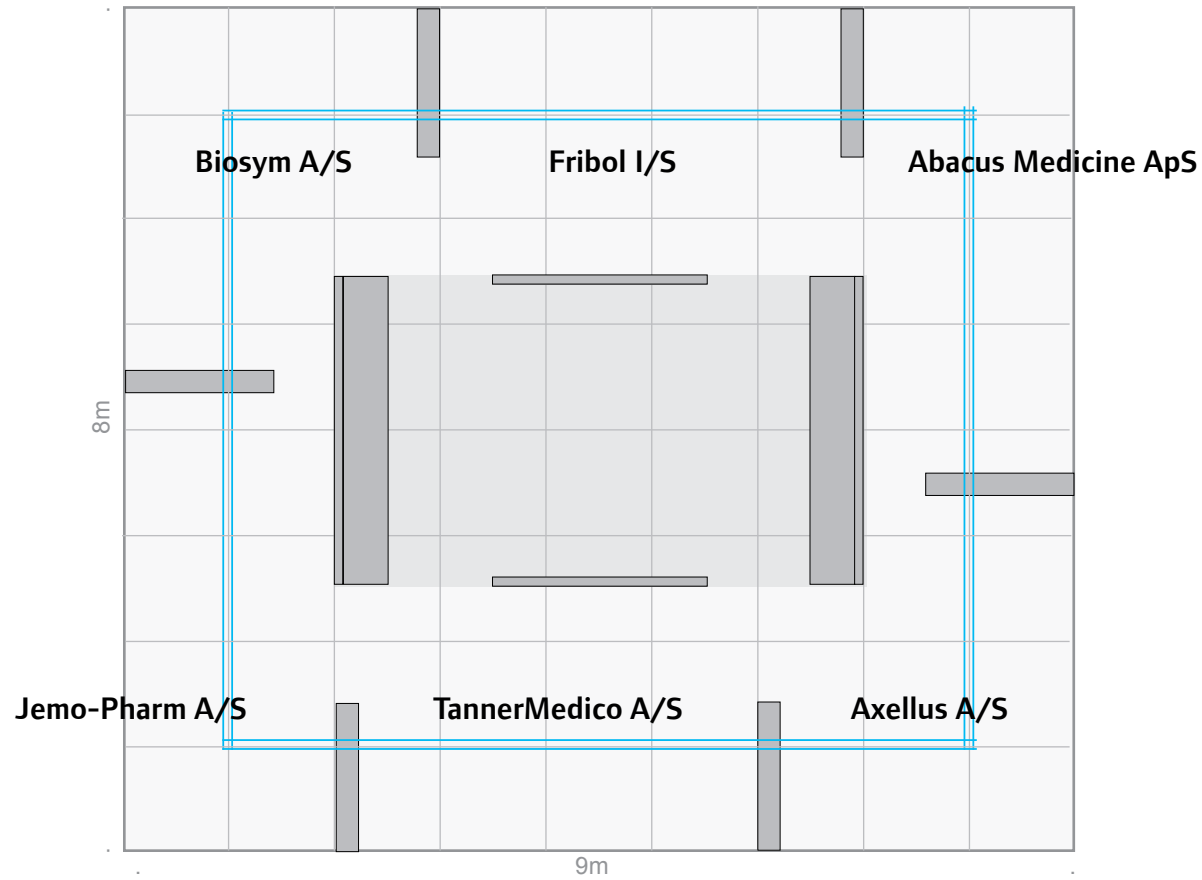 Biosym A/S
Fribol I/S
Abacus Medicine ApS
8m
Jemo-Pharm A/S
TannerMedico A/S
Axellus A/S
9m